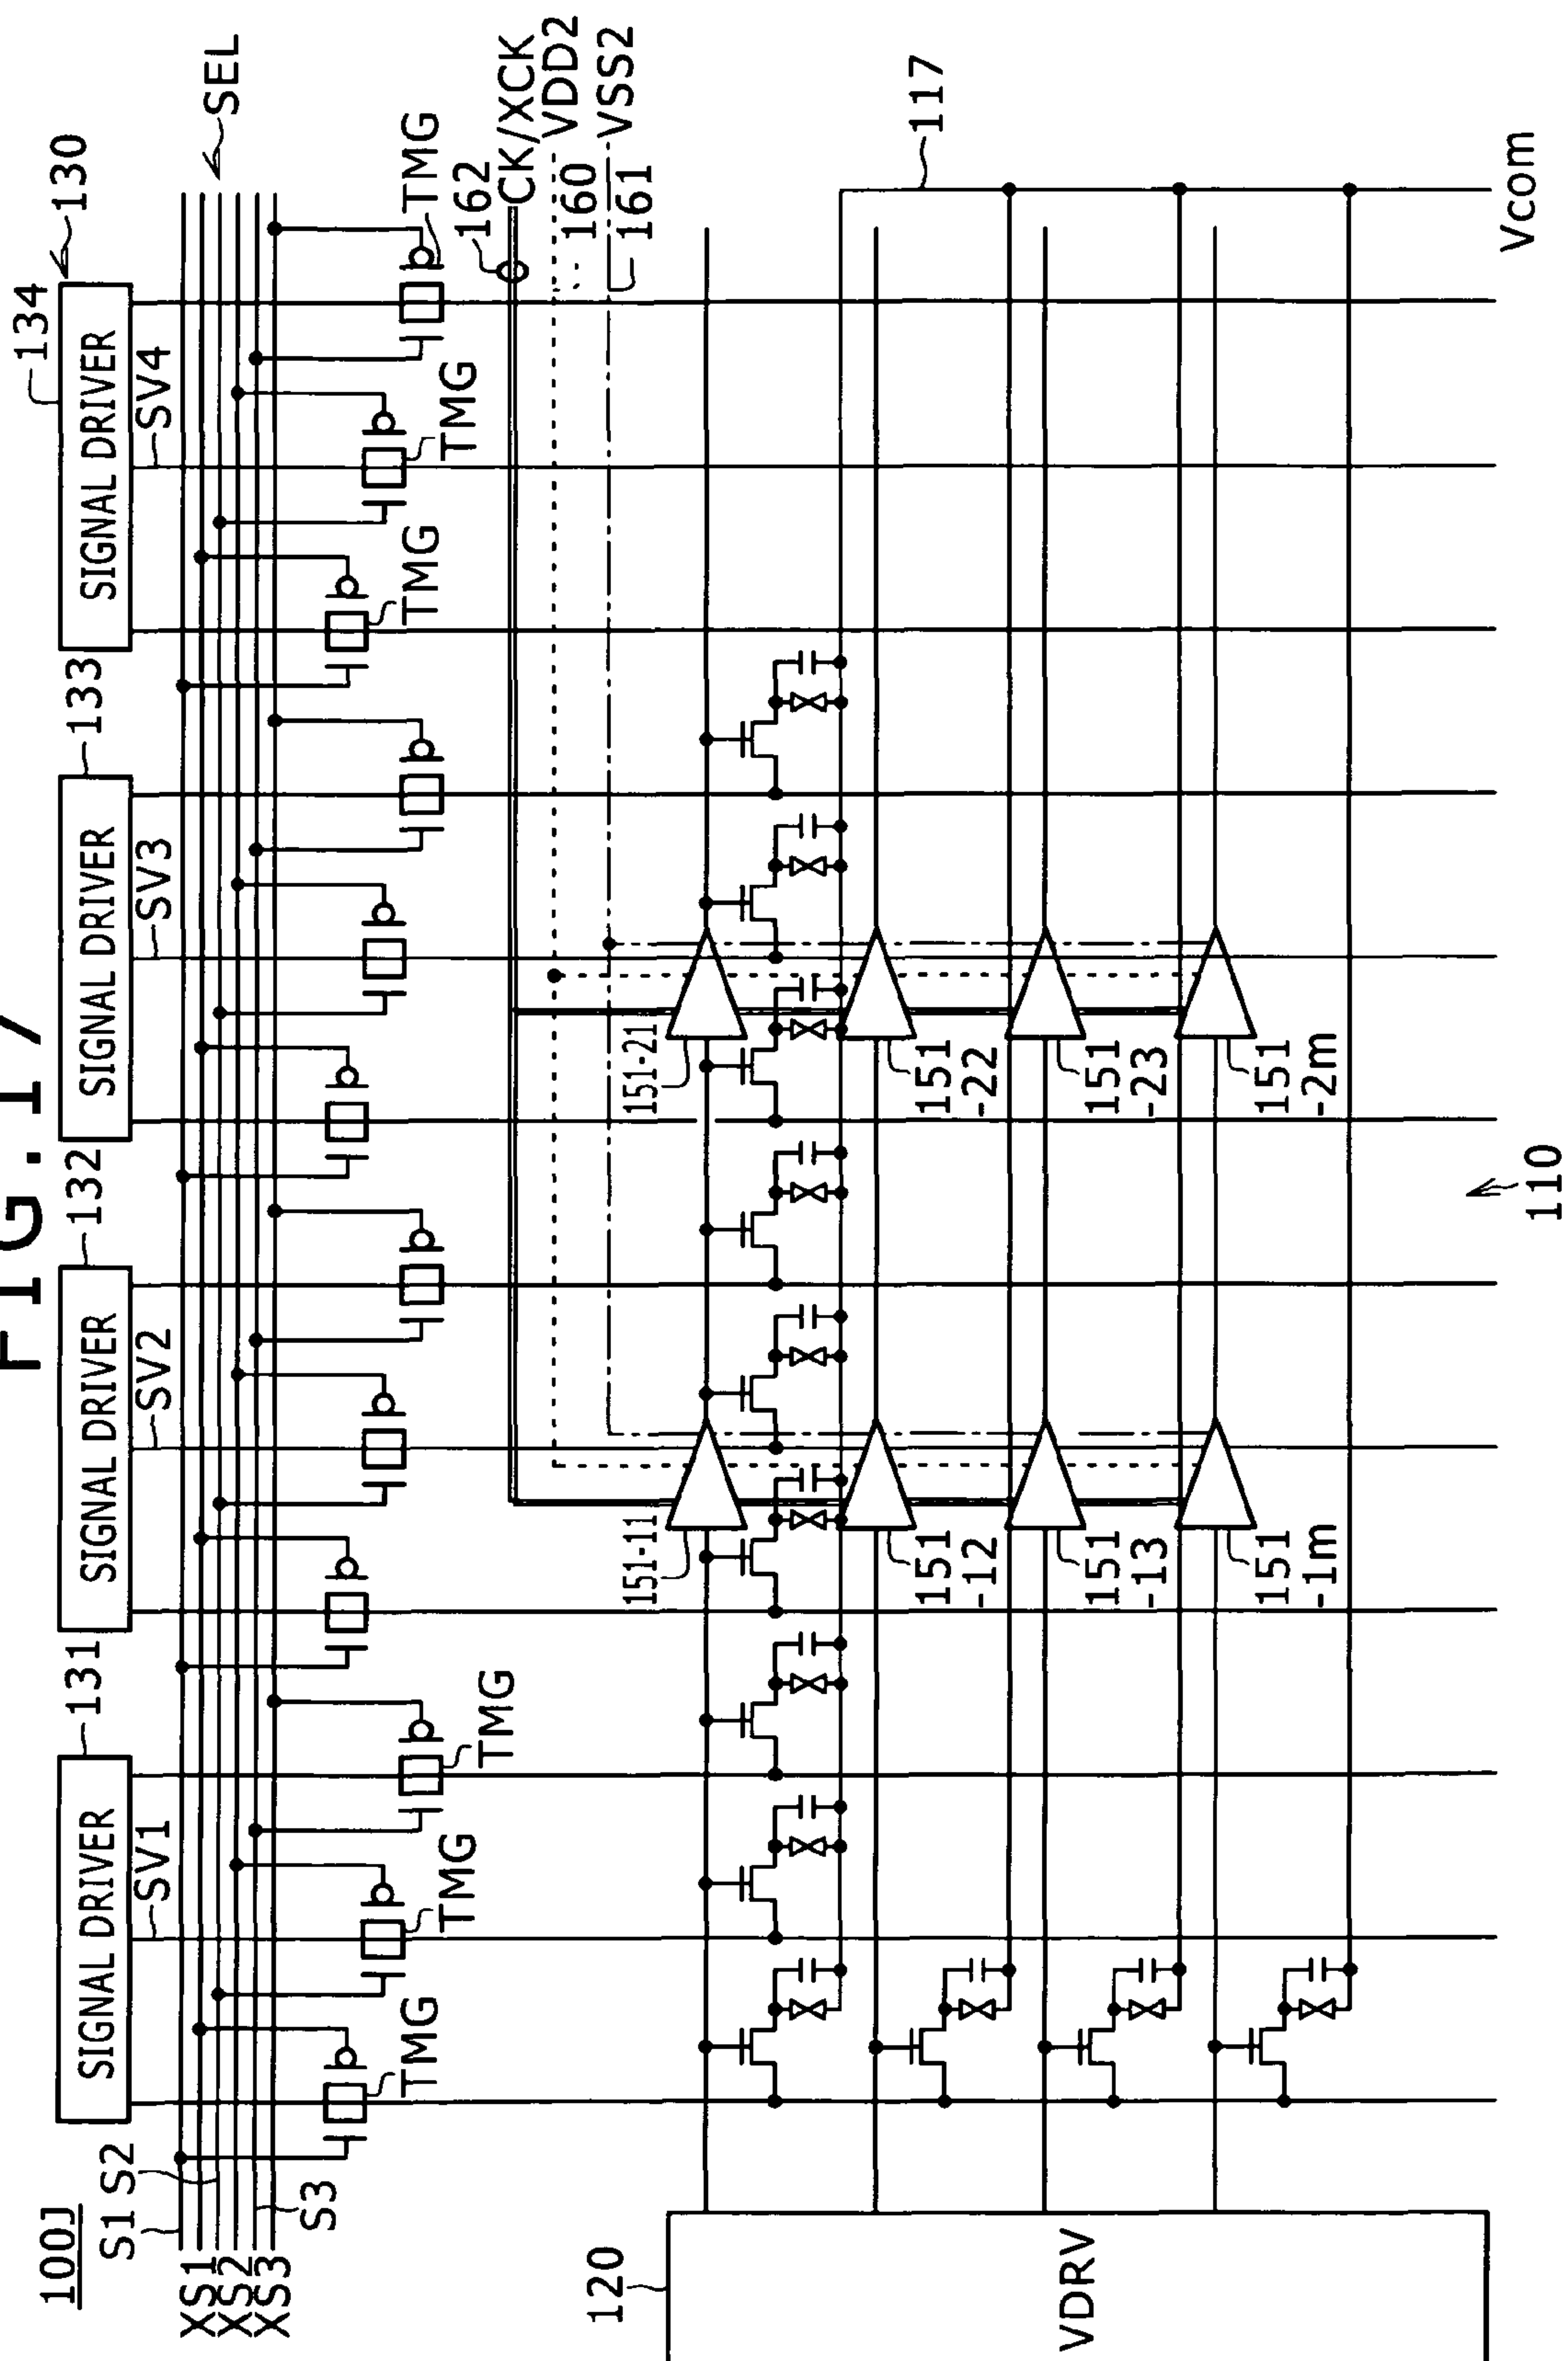 FIG.17
100J
130
134
133
132
131
SIGNAL DRIVER
SIGNAL DRIVER
SIGNAL DRIVER
SIGNAL DRIVER
SV1
SV2
SV3
SV4
SEL
S1
S2
S3
XS1
XS2
XS3
TMG
TMG
TMG
TMG
TMG
TMG
162
CK/XCK
VDD2
160
VSS2
161
117
151-11
151-21
151
-12
151
-22
151
-13
151
-23
151
-1m
151
-2m
120
VDRV
110
Vcom